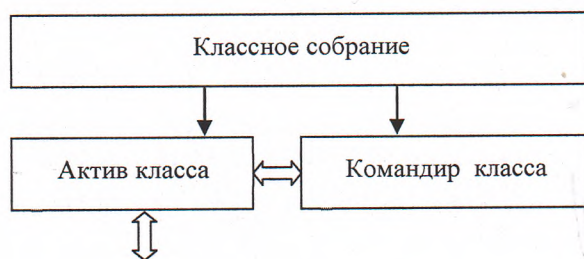 Классное собрание
Актив класса
Командир класса